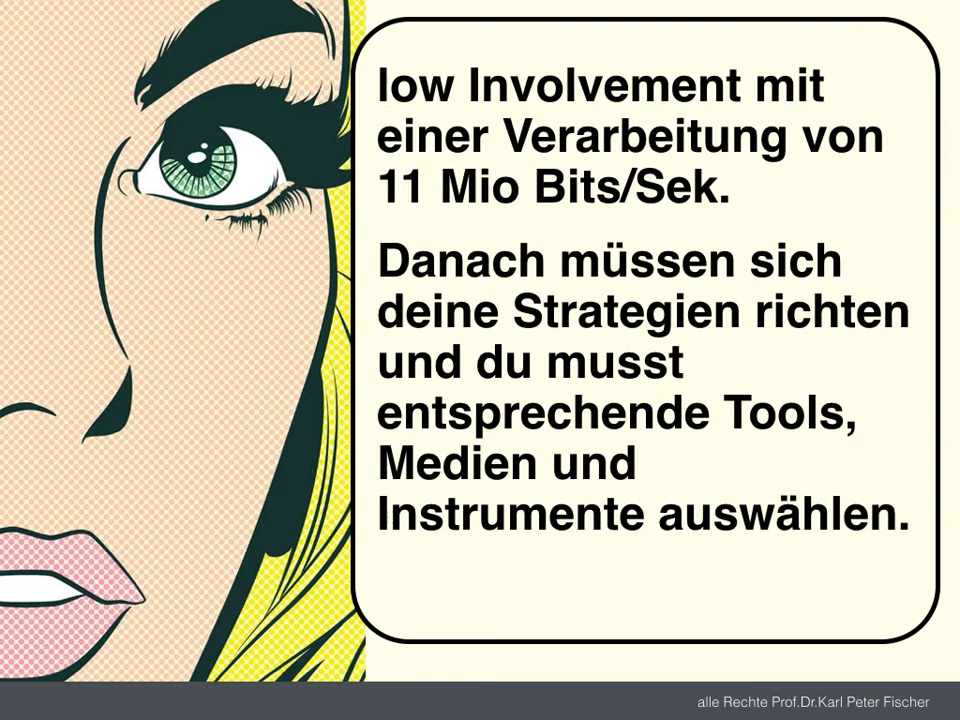 low Involvement mit
einer Verarbeitung von
11 Mio Bits/Sek.
Danach müssen sich
deine Strategien richten
und du musst
entsprechende Tools,
Medien und
Instrumente auswählen.
alle Rechte Prof.Dr.Karl Peter Fischer